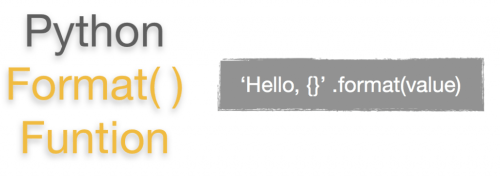 Python
Format( )
Funtion
‘Hello, {}’ .format(value)